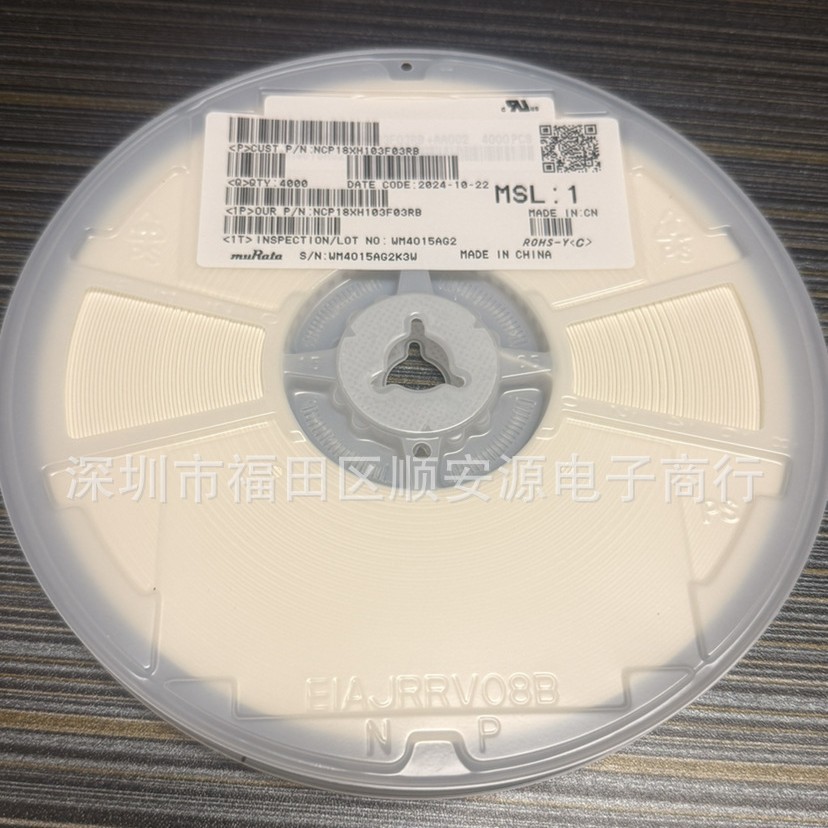 <P>CUST P/N:NCP18XH103F03RB
<Q>QTY:4000 DATE CODE:2024-10-22
MSL:1
<1P>OUR P/N:NCP18XH103F03RB
MADE IN:CN
<1T>INSPECTION/LOT NO:WM4015AG2
ROHS-Y<G>
muRata S/N:WM4015AG2K3W MADE IN CHINA
深圳市福田区顺安源电子商行
PS
EIAJRRV08B
N P